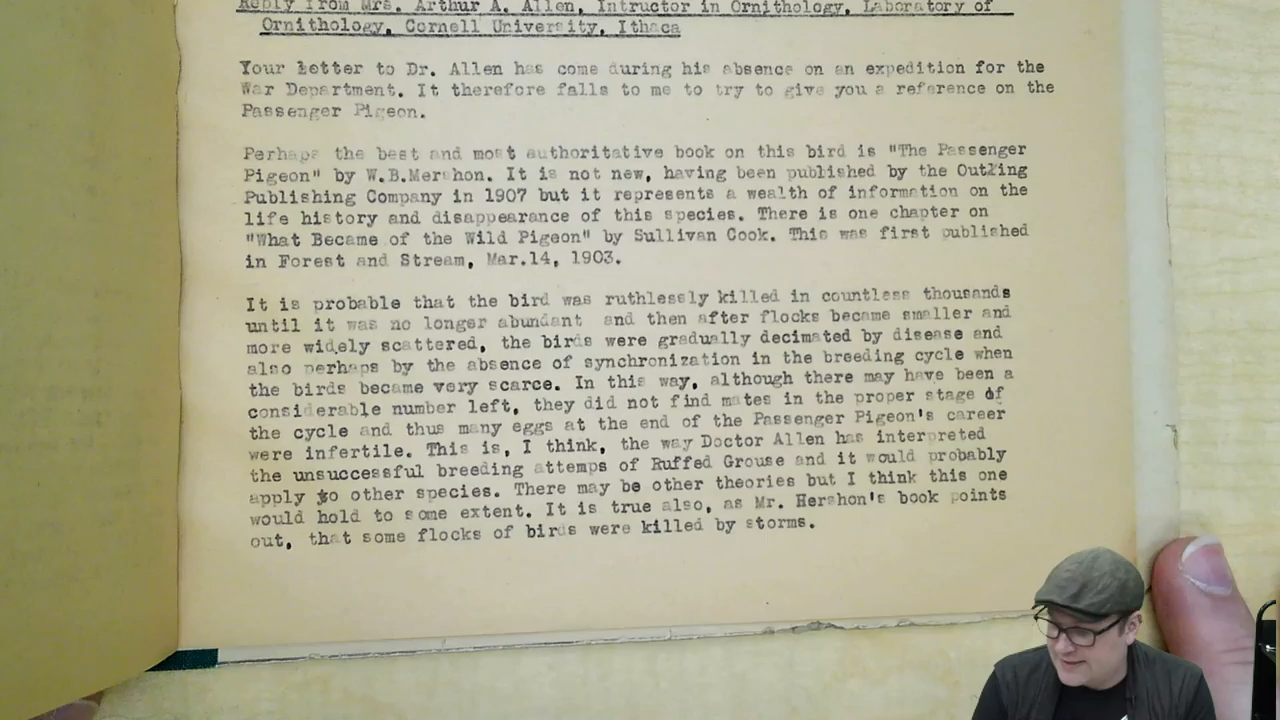 Reply from Mrs. Arthur A. Allen, Intructor in Ornithology, Laboratory of
Ornithology, Cornell University, Ithaca
Your letter to Dr. Allen has come during his absence on an expedition for the
War Department. It therefore falls to me to try to give you a reference on the
Passenger Pigeon.
Perhaps the best and most authoritative book on this bird is "The Passenger
Pigeon" by W.B.Mershon. It is not new, having been published by the Outling
Publishing Company in 1907 but it represents a wealth of information on the
life history and disappearance of this species. There is one chapter on
"What Became of the Wild Pigeon" by Sullivan Cook. This was first published
in Forest and Stream, Mar.14, 1903.
It is probable that the bird was ruthlessly killed in countless thousands
until it was no longer abundant and then after flocks became smaller and
more widely scattered, the birds were gradually decimated by disease and
also perhaps by the absence of synchronization in the breeding cycle when
the birds became very scarce. In this way, although there may have been a
considerable number left, they did not find mates in the proper stage of
the cycle and thus many eggs at the end of the Passenger Pigeon's career
were infertile. This is, I think, the way Doctor Allen has interpreted
the unsuccessful breeding attemps of Ruffed Grouse and it would probably
apply to other species. There may be other theories but I think this one
would hold to some extent. It is true also, as Mr. Hershon's book points
out, that some flocks of birds were killed by storms.